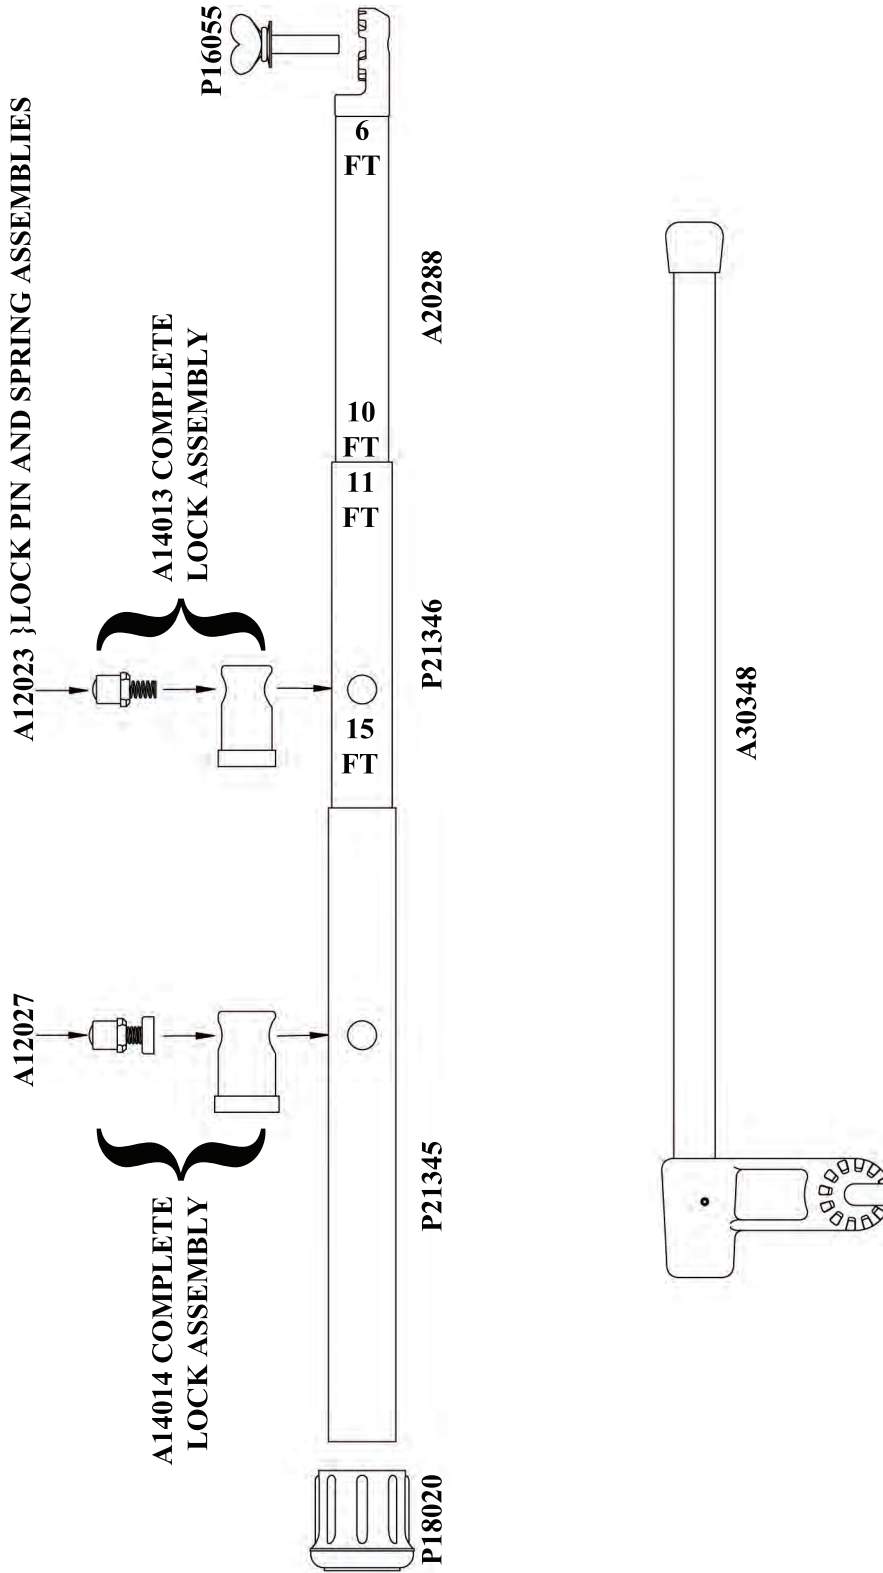 A12027
A12023 }LOCK PIN AND SPRING ASSEMBLIES
A14014 COMPLETE
LOCK ASSEMBLY
A14013 COMPLETE
LOCK ASSEMBLY
P16055
15
FT
11
FT
10
FT
6
FT
P18020
P21345
P21346
A20288
A30348